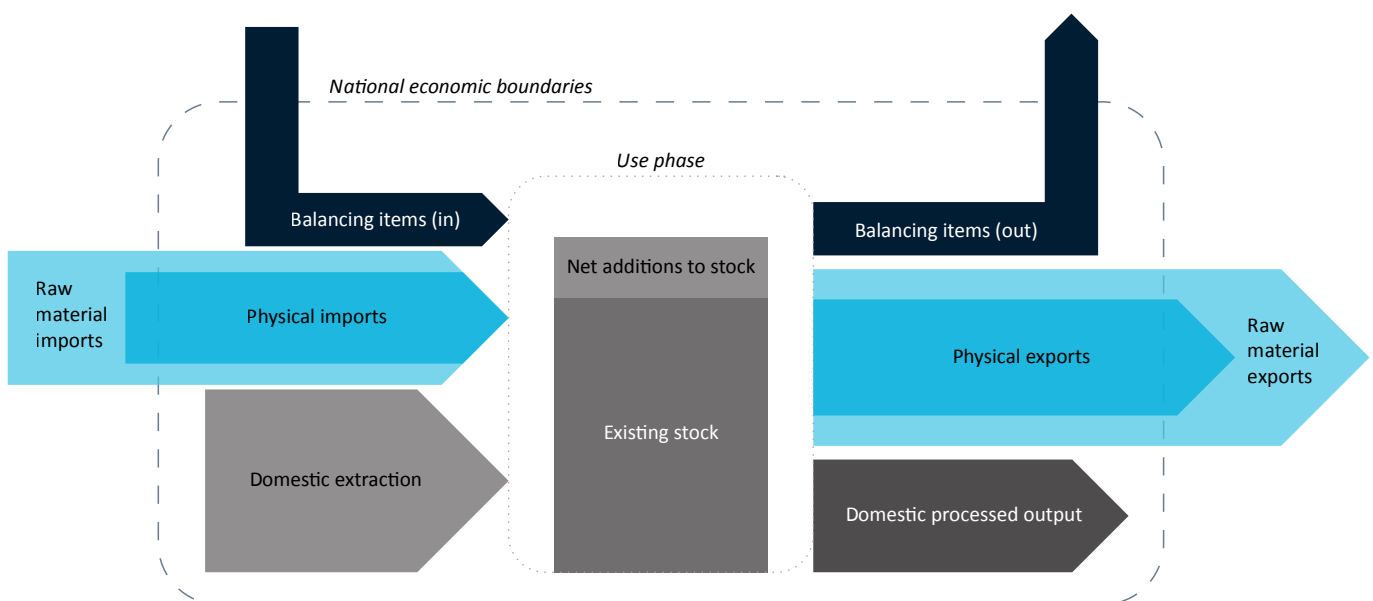 National economic boundaries
Use phase
Balancing items (in)
Balancing items (out)
Net additions to stock
Raw
material
imports
Physical imports
Physical exports
Raw
material
exports
Existing stock
Domestic extraction
Domestic processed output